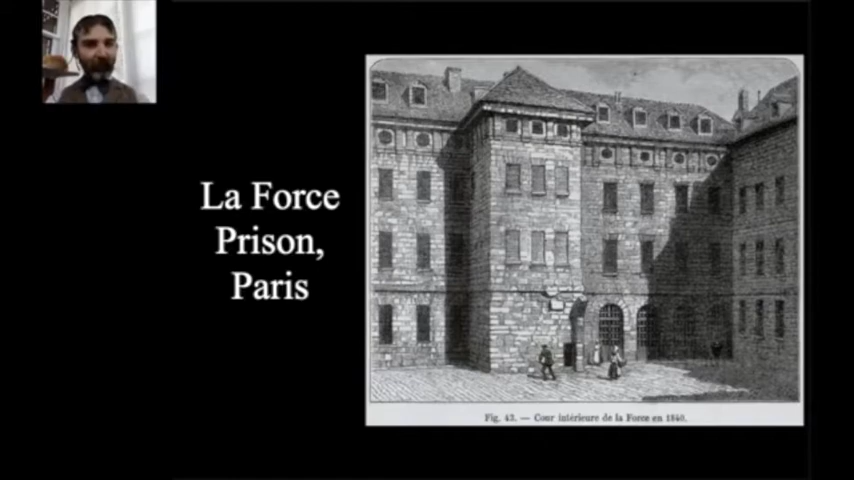 La Force
Prison,
Paris
Fig. 43. — Cour intérieure de la Force en 1840.